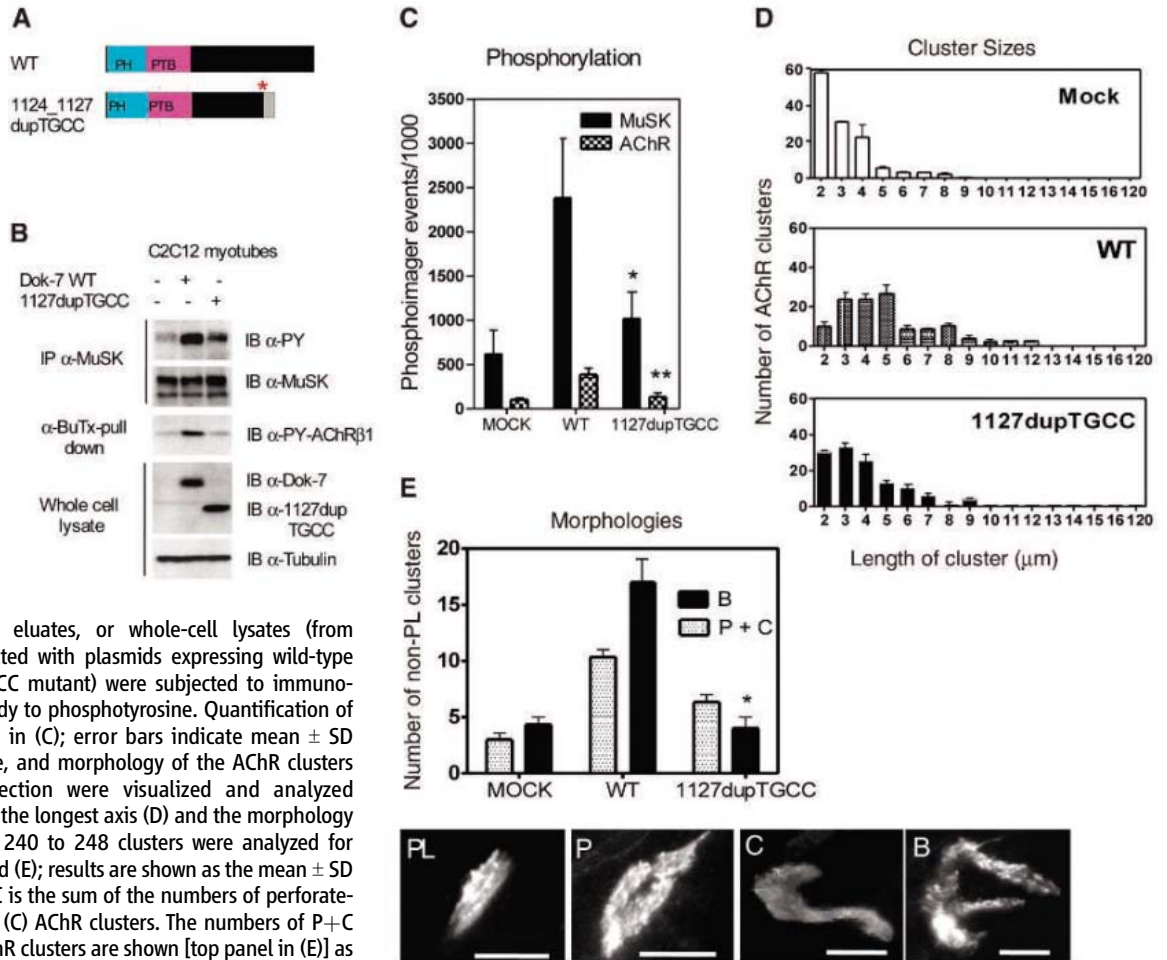 A
WT
PH PTB
*
1124_1127
dupTGCC
PH PTB
B
C2C12 myotubes
Dok-7 WT - + -
1127dupTGCC - - +
IP α-MuSK
IB α-PY
IB α-MuSK
α-BuTx-pull
down
IB α-PY-AChRβ1
Whole cell
lysate
IB α-Dok-7
IB α-1127dup
TGCC
IB α-Tubulin
C
Phosphorylation
Phosphoimager events/1000
3500
3000
2500
2000
1500
1000
500
0
MuSK
AChR
*
**
MOCK WT 1127dupTGCC
D
Cluster Sizes
Number of AChR clusters
Mock
60
40
20
0
2 3 4 5 6 7 8 9 10 11 12 13 14 15 16 120
WT
60
40
20
0
2 3 4 5 6 7 8 9 10 11 12 13 14 15 16 120
1127dupTGCC
60
40
20
0
2 3 4 5 6 7 8 9 10 11 12 13 14 15 16 120
Length of cluster (μm)
E
Morphologies
Number of non-PL clusters
20
15
10
5
0
B
P + C
*
MOCK WT 1127dupTGCC
PL P C B
eluates, or whole-cell lysates (from
ted with plasmids expressing wild-type
CC mutant) were subjected to immuno-
dy to phosphotyrosine. Quantification of
in (C); error bars indicate mean ± SD
e, and morphology of the AChR clusters
ection were visualized and analyzed
the longest axis (D) and the morphology
240 to 248 clusters were analyzed for
d (E); results are shown as the mean ± SD
C is the sum of the numbers of perforate-
(C) AChR clusters. The numbers of P+C
hR clusters are shown [top panel in (E)] as